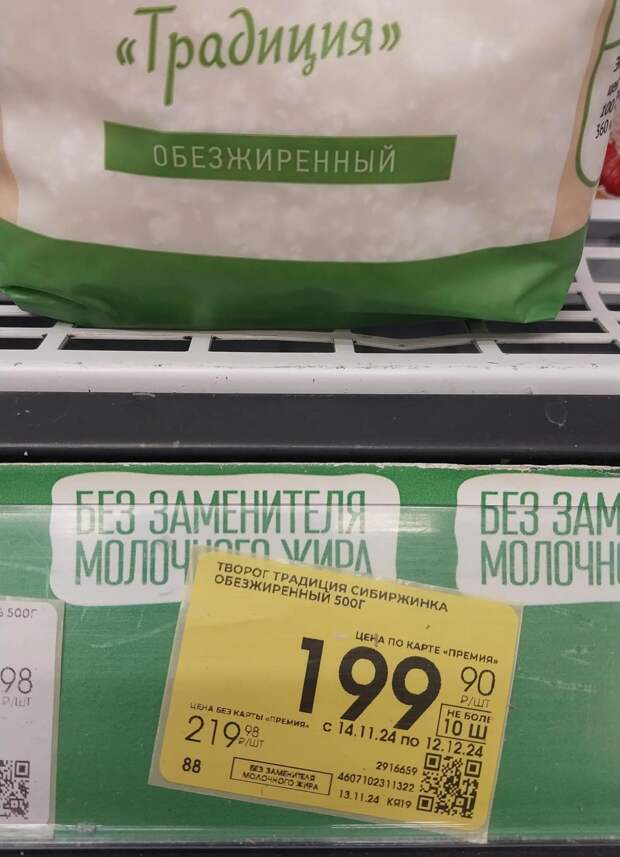 «Традиция»
ОБЕЗЖИРЕННЫЙ
360
БЕЗ ЗАМЕНИТЕЛЯ
МОЛОЧНОГО ЖИРА
БЕЗ ЗАМ
МОЛОЧН
500Г
98
₽/ШТ
ТВОРОГ ТРАДИЦИЯ СИБИРЖИНКА
ОБЕЗЖИРЕННЫЙ 500Г
ЦЕНА ПО КАРТЕ «ПРЕМИЯ»
199 90
₽/ШТ
НЕ БОЛЕ
10 Ш
ЦЕНА БЕЗ КАРТЫ «ПРЕМИЯ»
219 98
₽/ШТ
С 14.11.24 ПО 12.12.24
88
БЕЗ ЗАМЕНИТЕЛЯ
МОЛОЧНОГО ЖИРА
2916659
4607102311322
13.11.24 КЯ19